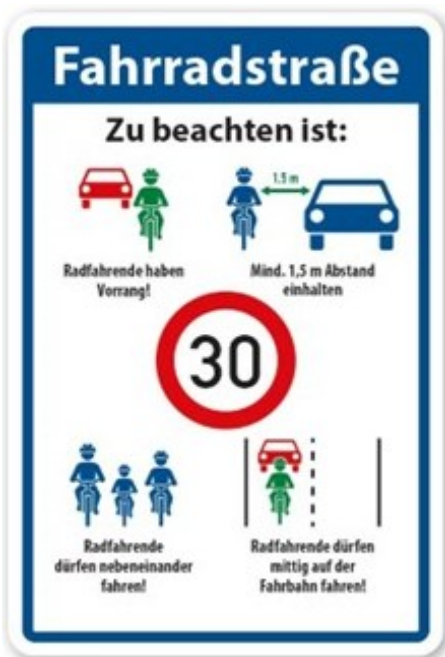 Fahrradstraße
Zu beachten ist:
1.5 m
Radfahrende haben
Vorrang!
Mind. 1,5 m Abstand
einhalten
30
Radfahrende
dürfen nebeneinander
fahren!
Radfahrende dürfen
mittig auf der
Fahrbahn fahren!